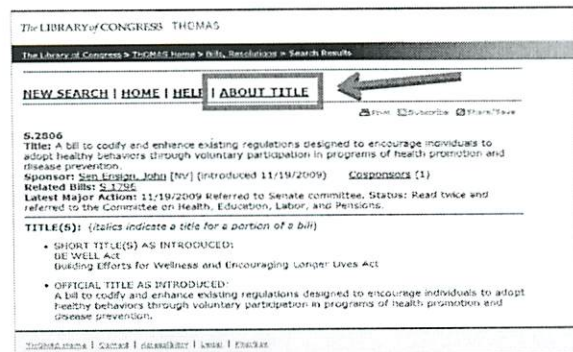 The LIBRARY of CONGRESS THOMAS
The Library of Congress > THOMAS Home > Bills, Resolutions > Search Results
NEW SEARCH | HOME | HELP | ABOUT TITLE
Print Subscribe Share/Save
S.2806
Title: A bill to codify and enhance existing regulations designed to encourage individuals to
adopt healthy behaviors through voluntary participation in programs of health promotion and
disease prevention.
Sponsor: Sen Ensign, John [NV] (introduced 11/19/2009) Cosponsors (1)
Related Bills: S.1796
Latest Major Action: 11/19/2009 Referred to Senate committee. Status: Read twice and
referred to the Committee on Health, Education, Labor, and Pensions.
TITLE(S): (italics indicate a title for a portion of a bill)
• SHORT TITLE(S) AS INTRODUCED:
BE WELL Act
Building Efforts for Wellness and Encouraging Longer Lives Act
• OFFICIAL TITLE AS INTRODUCED:
A bill to codify and enhance existing regulations designed to encourage individuals to adopt
healthy behaviors through voluntary participation in programs of health promotion and
disease prevention.
THOMAS Home | Contact | Accessibility | Legal | FirstGov